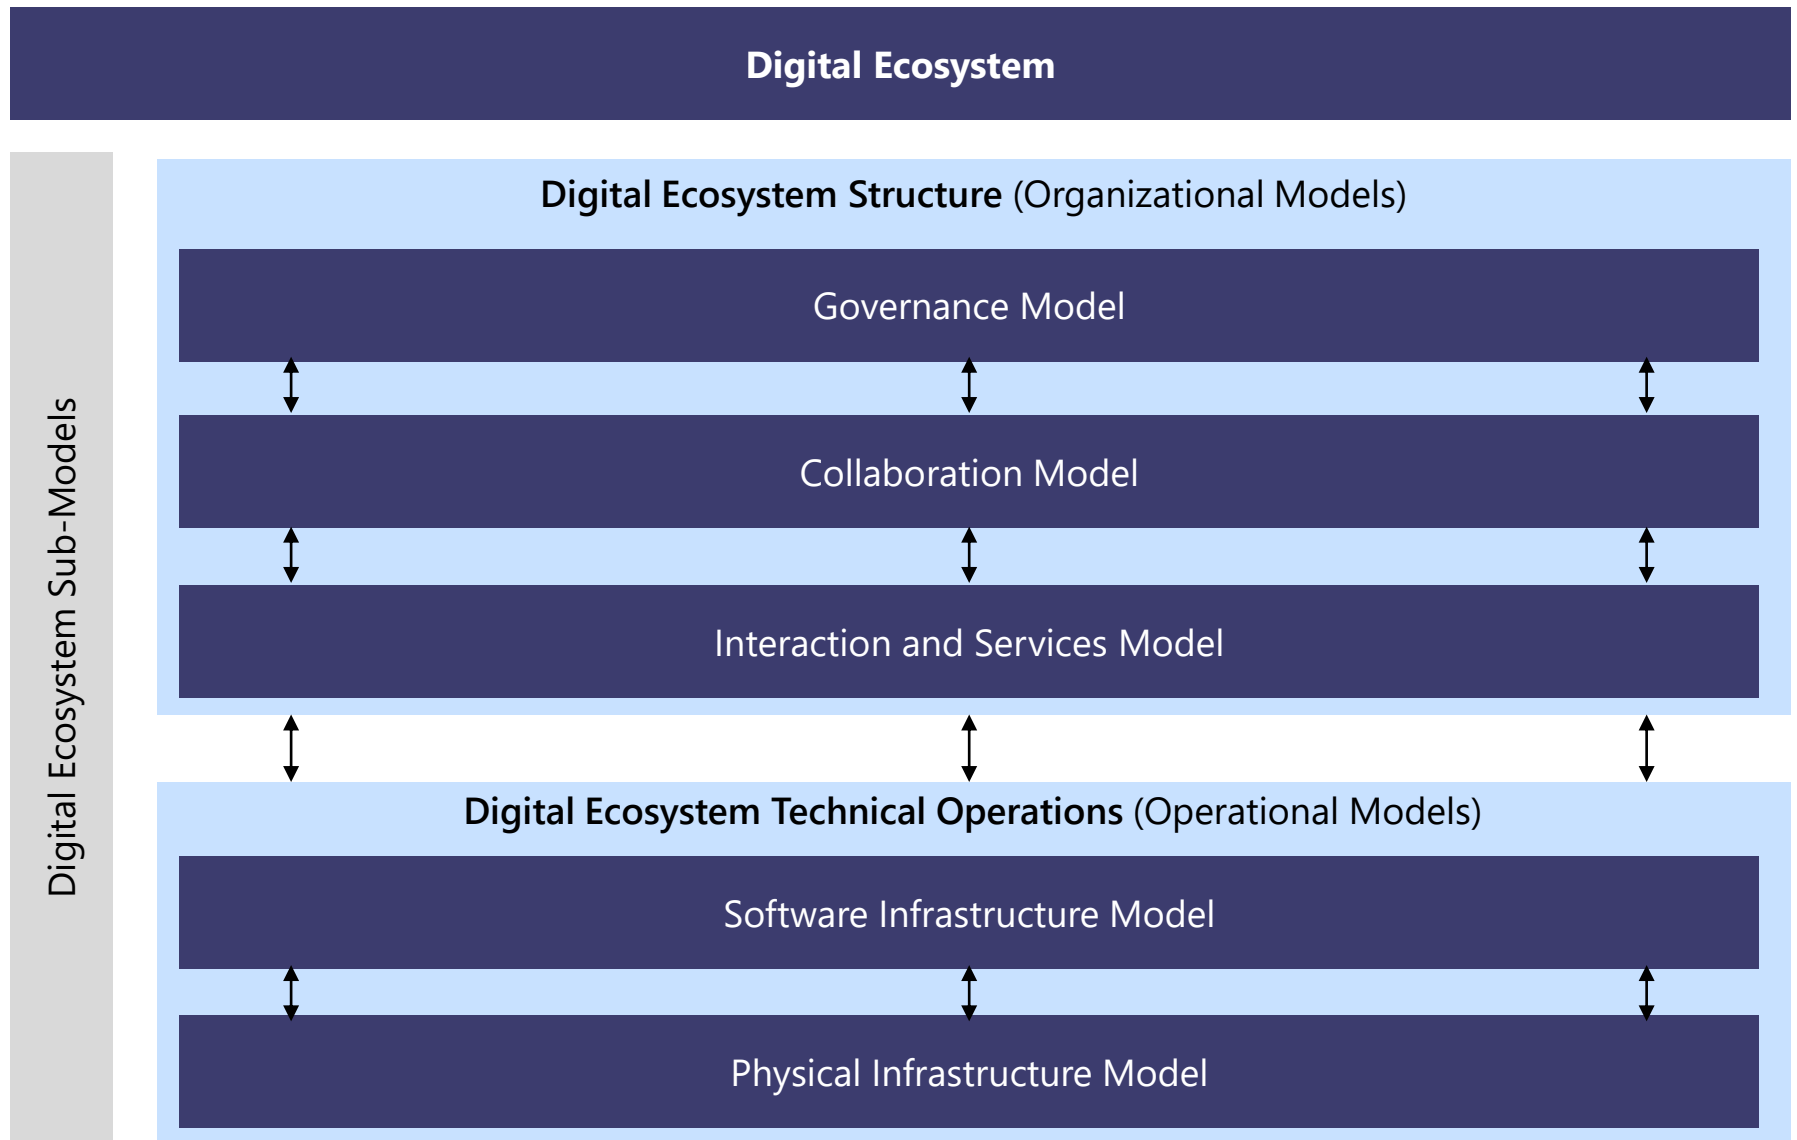 Digital Ecosystem
Digital Ecosystem Sub-Models
Digital Ecosystem Structure (Organizational Models)
Governance Model
Collaboration Model
Interaction and Services Model
Digital Ecosystem Technical Operations (Operational Models)
Software Infrastructure Model
Physical Infrastructure Model